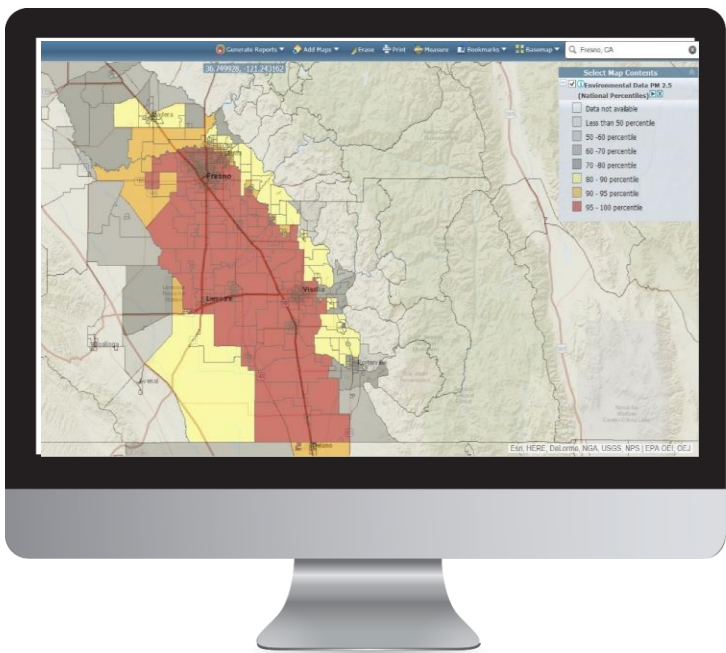 Generate Reports Add Maps Erase Print Measure Bookmarks Basemap Fresno, CA
36.749928, -121.243162
Select Map Contents
Environmental Data PM 2.5
(National Percentiles)
Data not available
Less than 50 percentile
50 -60 percentile
60 -70 percentile
70 -80 percentile
80 - 90 percentile
90 - 95 percentile
95 - 100 percentile
Fresno
Visalia
Lemoore
Esri, HERE, DeLorme, NGA, USGS, NPS | EPA OEI, OEJ